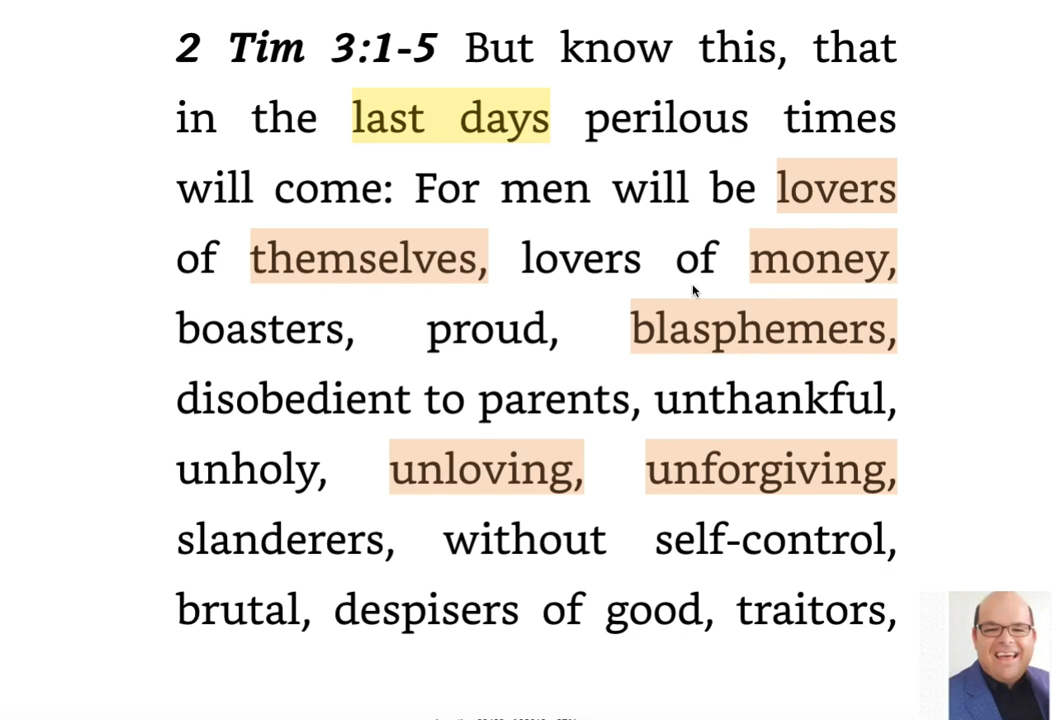 2 Tim 3:1-5 But know this, that
in the last days perilous times
will come: For men will be lovers
of themselves, lovers of money,
boasters, proud, blasphemers,
disobedient to parents, unthankful,
unholy, unloving, unforgiving,
slanderers, without self-control,
brutal, despisers of good, traitors,